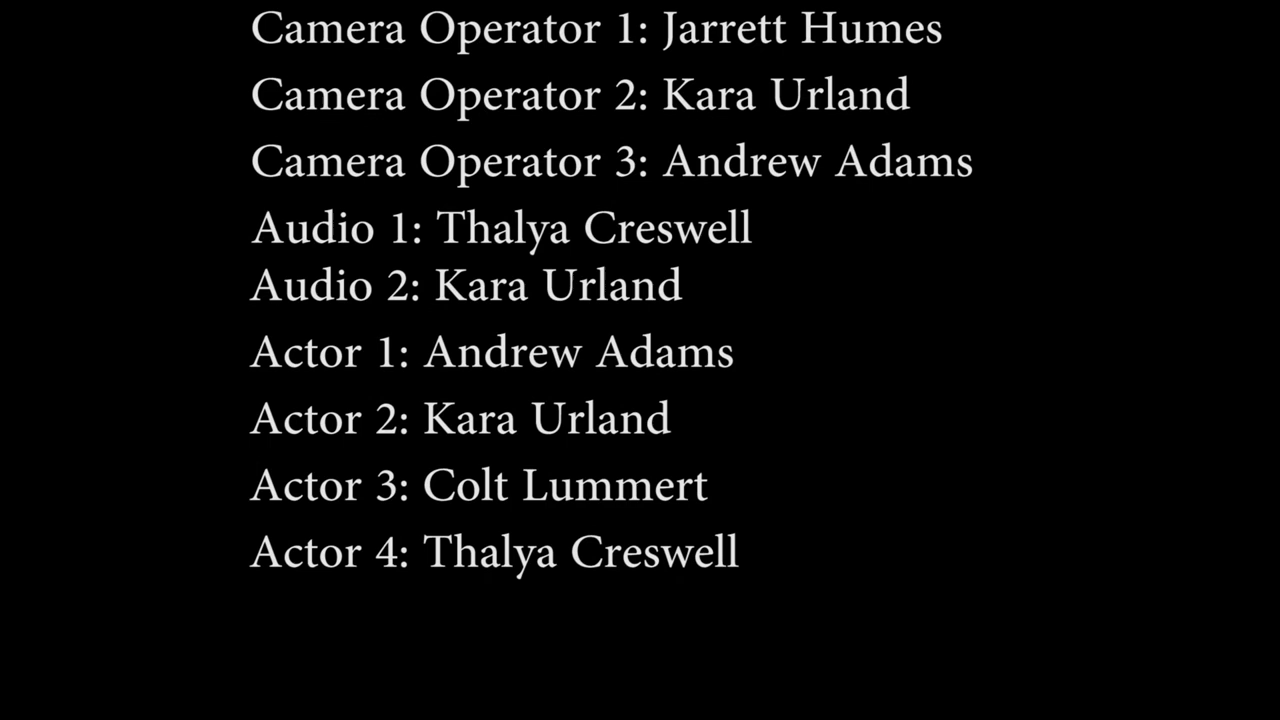 Camera Operator 1: Jarrett Humes
Camera Operator 2: Kara Urland
Camera Operator 3: Andrew Adams
Audio 1: Thalya Creswell
Audio 2: Kara Urland
Actor 1: Andrew Adams
Actor 2: Kara Urland
Actor 3: Colt Lummert
Actor 4: Thalya Creswell